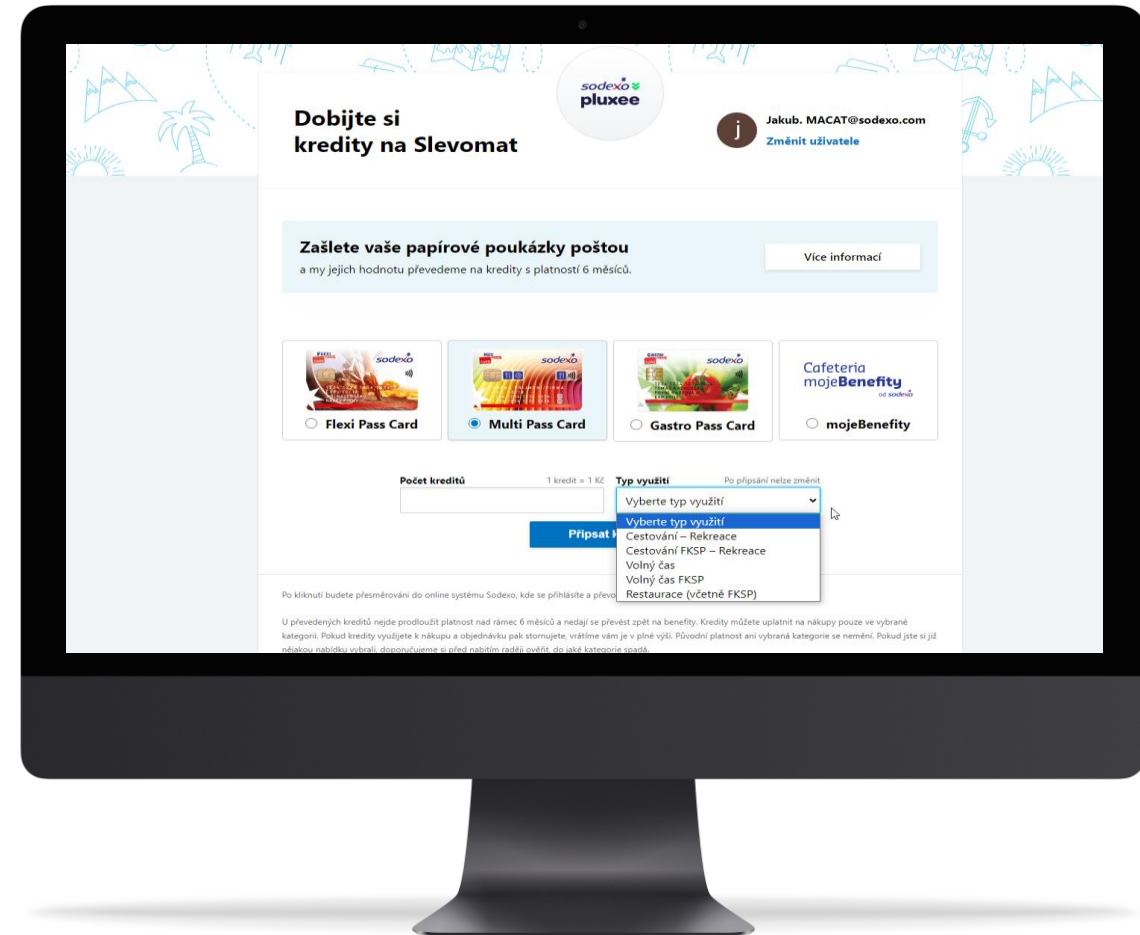 Dobijte si
kredity na Slevomat
sodexo
pluxee
j
Jakub. MACAT@sodexo.com
Změnit uživatele
Zašlete vaše papírové poukázky poštou
a my jejich hodnotu převedeme na kredity s platností 6 měsíců.
Více informací
sodexo
Flexi Pass Card
sodexo
Multi Pass Card
sodexo
Gastro Pass Card
Cafeteria
mojeBenefity
od sodexo
mojeBenefity
Počet kreditů
1 kredit = 1 Kč
Typ využití
Po připsání nelze změnit
Vyberte typ využití
Vyberte typ využití
Cestování – Rekreace
Cestování FKSP – Rekreace
Volný čas
Volný čas FKSP
Restaurace (včetně FKSP)
Připsat
Po kliknutí budete přesměrováni do online systému Sodexo, kde se přihlásíte a převo
U převedených kreditů nejde prodloužit platnost nad rámec 6 měsíců a nedají se převést zpět na benefity. Kredity můžete uplatnit na nákupy pouze ve vybrané
kategorii. Pokud kredity využijete k nákupu a objednávku pak stornujete, vrátíme vám je v plné výši. Původní platnost ani vybraná kategorie se nemění. Pokud jste si již
nějakou nabídku vybrali, doporučujeme si před nabitím raději ověřit, do jaké kategorie spadá.